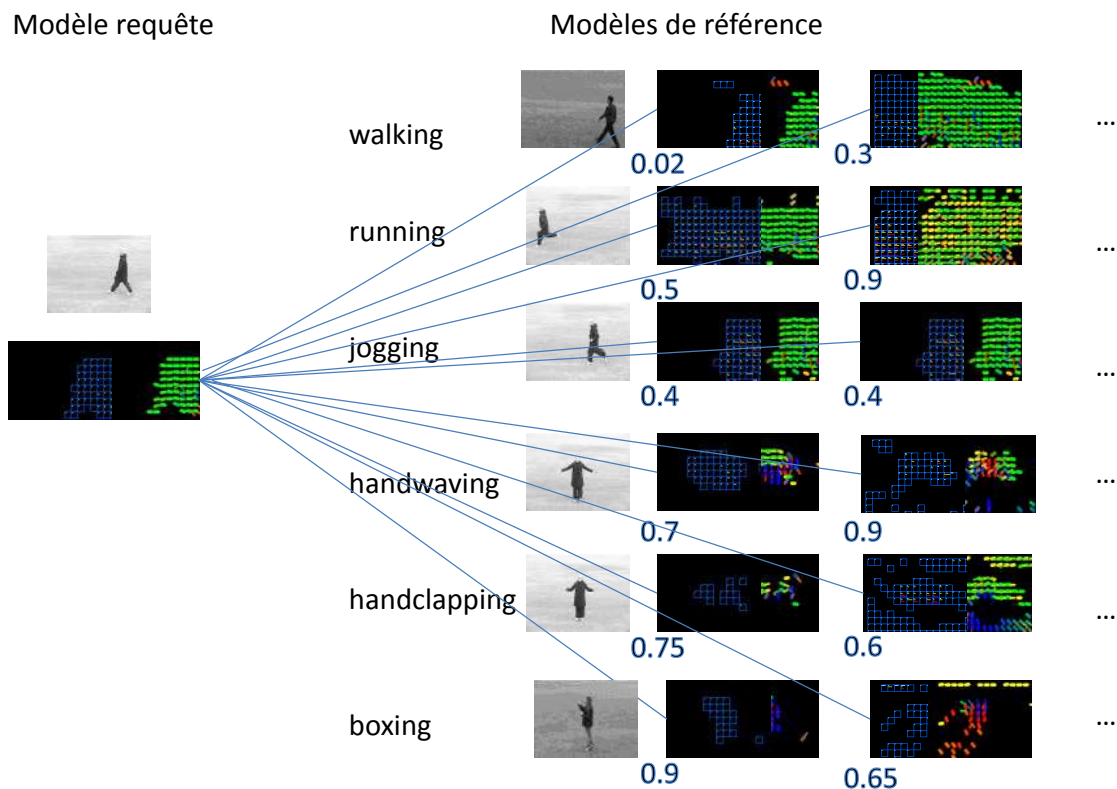 Modèle requête
Modèles de référence
walking
...
0.02
0.3
running
...
0.5
0.9
jogging
...
0.4
0.4
handwaving
...
0.7
0.9
handclapping
...
0.75
0.6
boxing
...
0.9
0.65